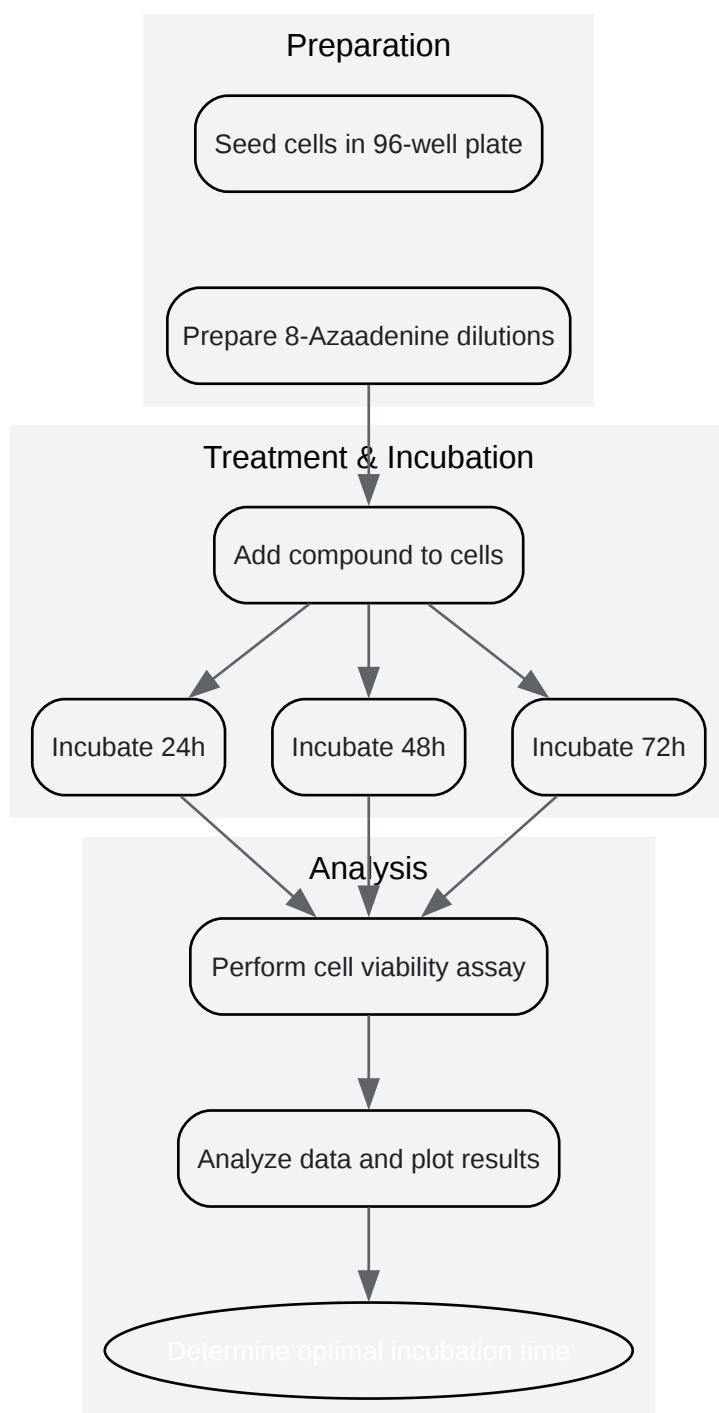 Preparation
Seed cells in 96-well plate
Prepare 8-Azaadenine dilutions
Treatment & Incubation
Add compound to cells
Incubate 24h
Incubate 48h
Incubate 72h
Analysis
Perform cell viability assay
Analyze data and plot results
Determine optimal incubation time